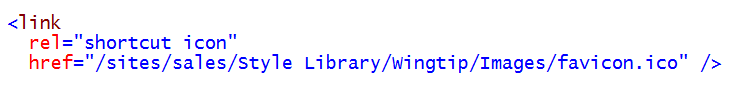 <link
rel="shortcut icon"
href="/sites/sales/Style Library/Wingtip/Images/favicon.ico" />